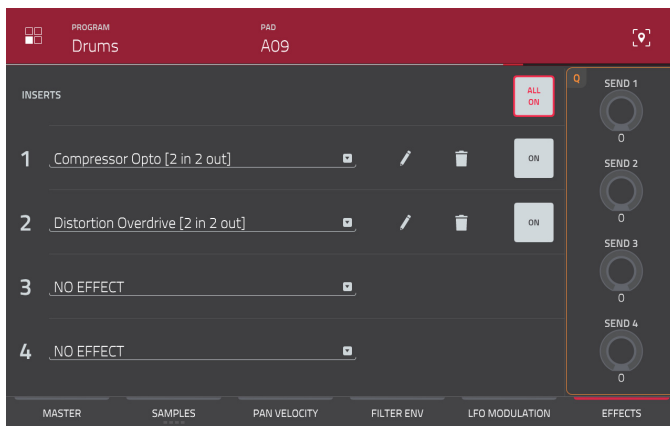 PROGRAM
Drums
PAD
A09
INSERTS
ALL
ON
1 Compressor Opto [2 in 2 out]
ON
2 Distortion Overdrive [2 in 2 out]
ON
3 NO EFFECT
4 NO EFFECT
Q
SEND 1
0
SEND 2
0
SEND 3
0
SEND 4
0
MASTER SAMPLES PAN VELOCITY FILTER ENV LFO MODULATION EFFECTS